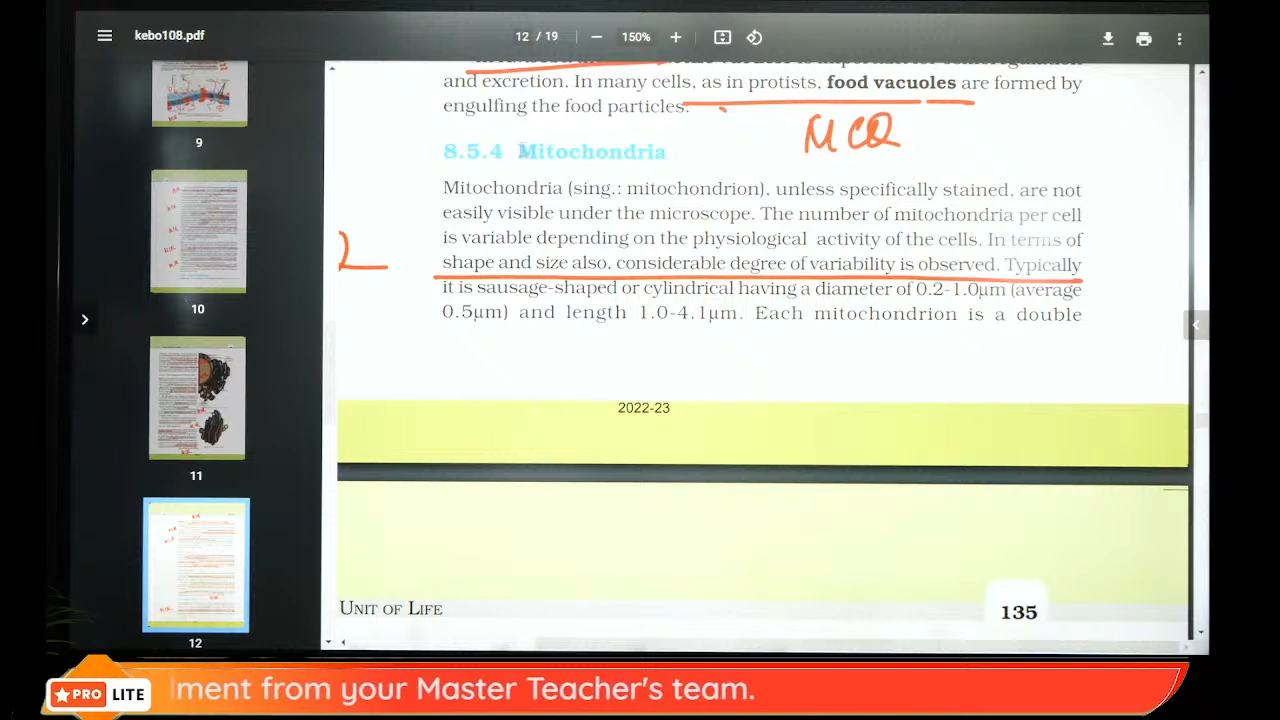 kebo108.pdf
12 / 19
150%
and excretion. In many cells, as in protists, food vacuoles are formed by
engulfing the food particles.
MCQ
8.5.4 Mitochondria
Mitochondria (sing.: mitochondrion), unless specifically stained, are not
easily visible under the microscope. The number of mitochondria per cell
is variable depending on the physiological activity of the cells. In terms of
shape and size also, considerable degree of variability is observed. Typically
it is sausage-shaped or cylindrical having a diameter of 0.2-1.0µm (average
0.5µm) and length 1.0-4.1µm. Each mitochondrion is a double
2022-23
UNIT OF LIFE
135
9
10
11
12
PRO LITE
lment from your Master Teacher's team.